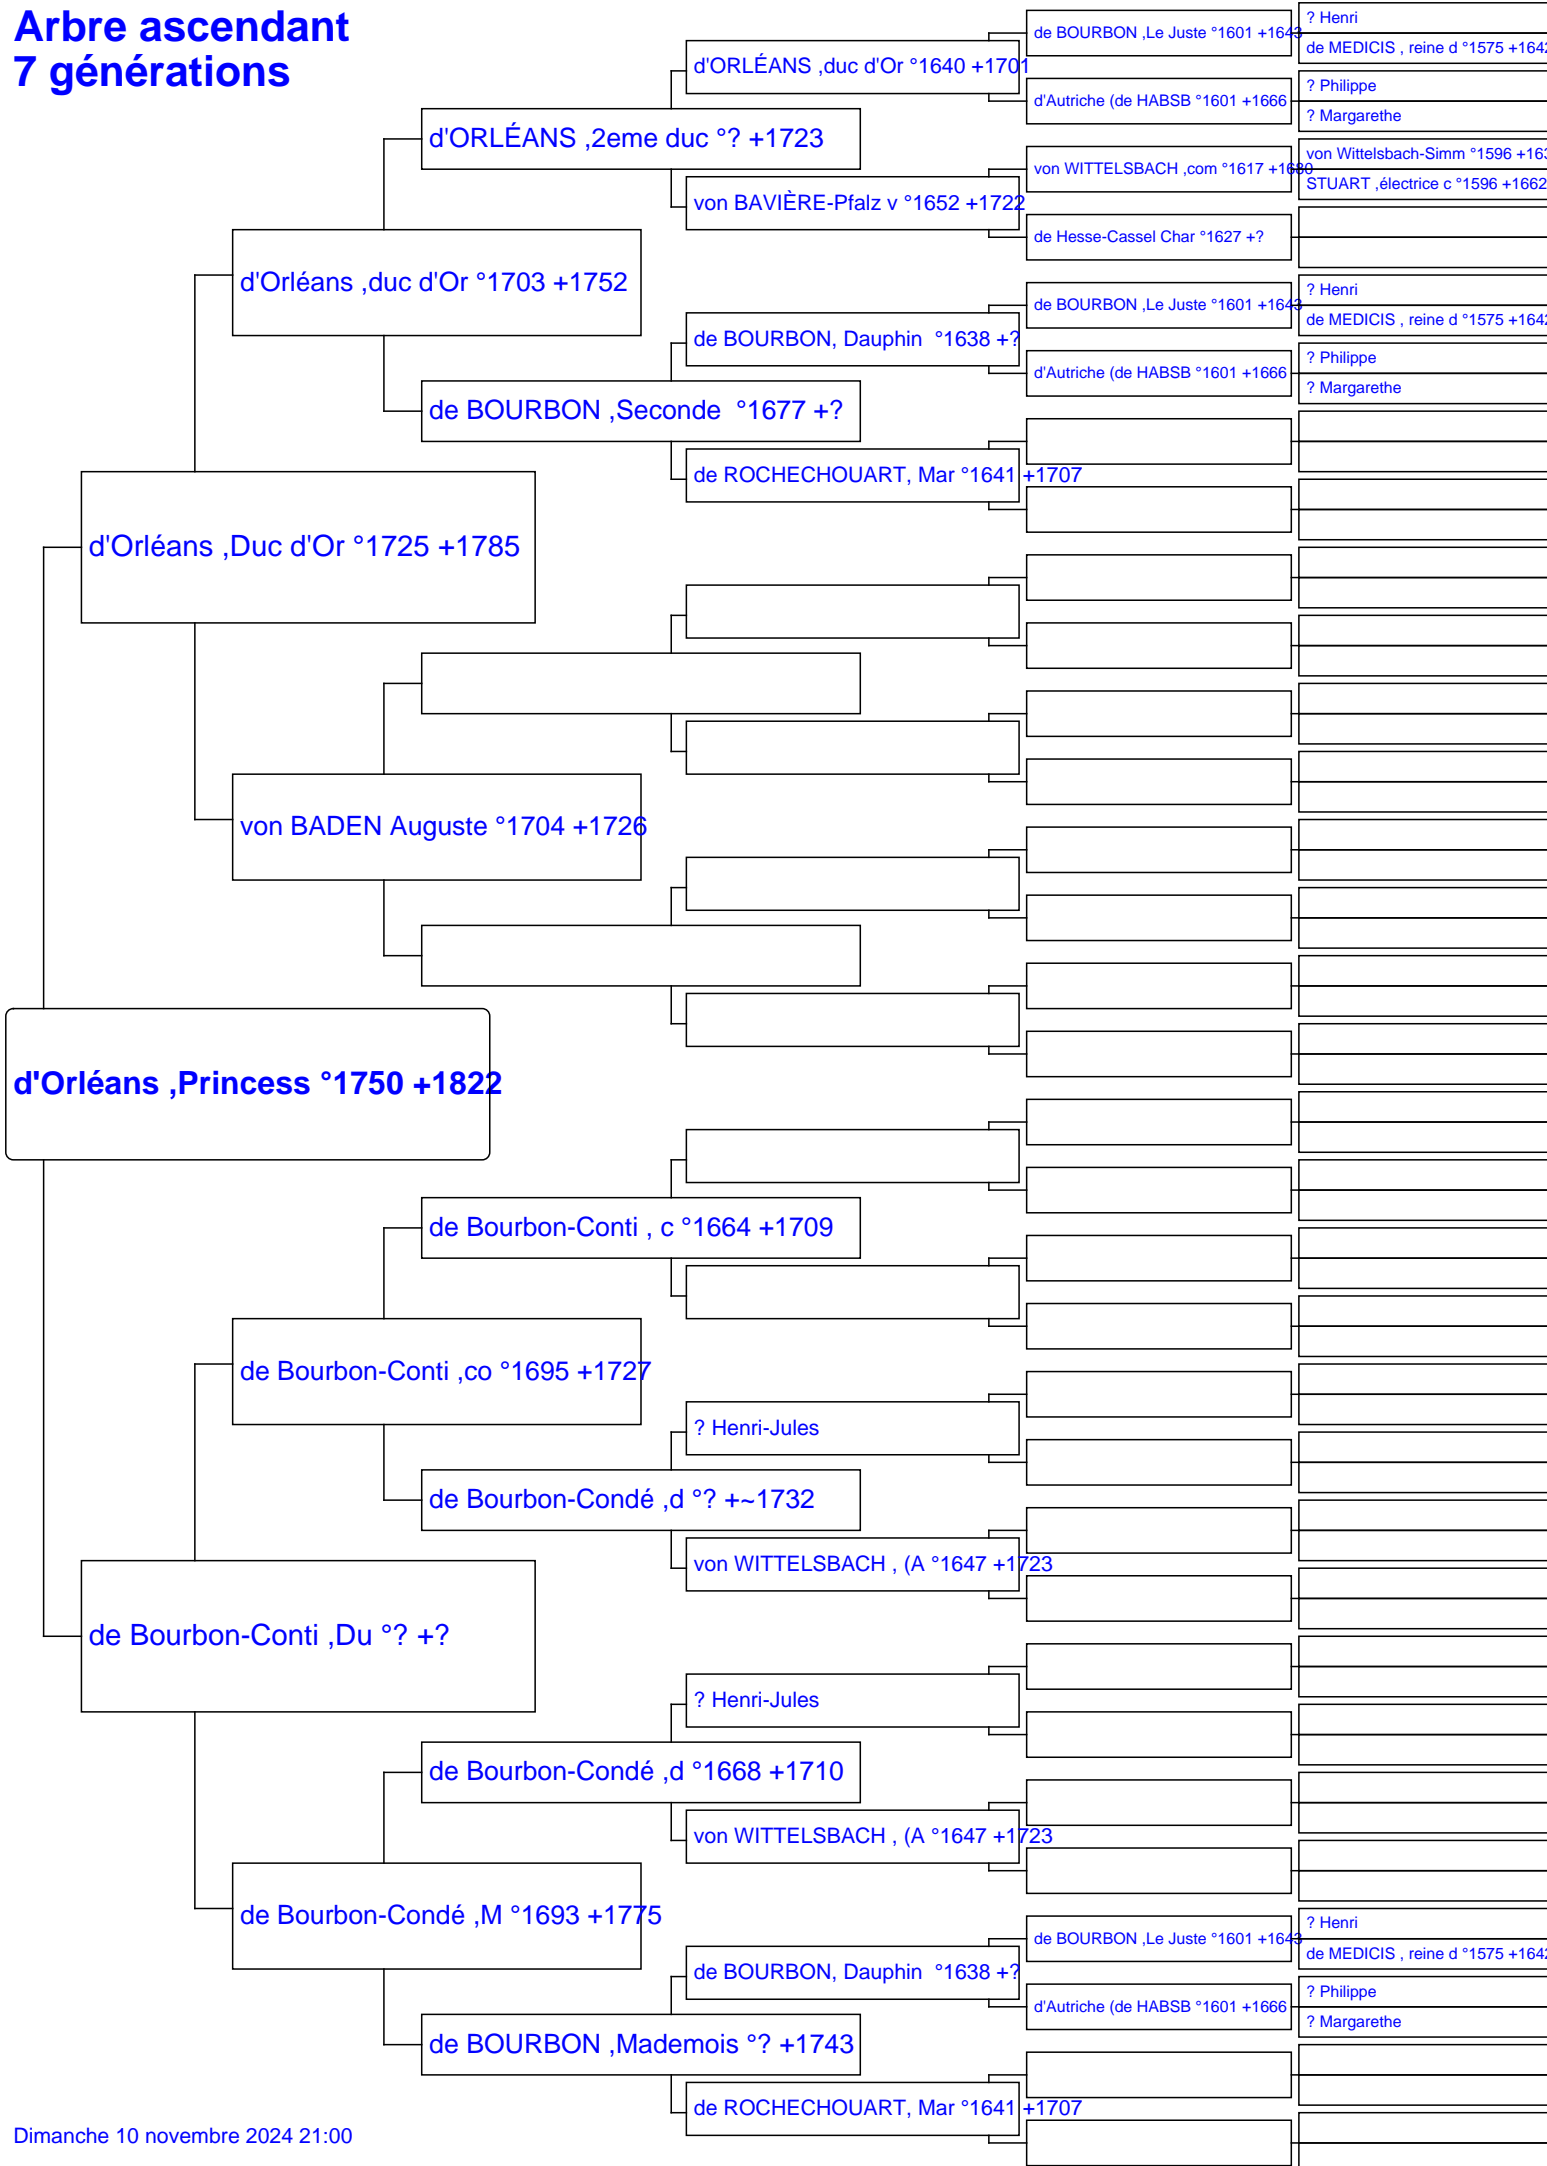 Arbre ascendant
7 générations
d'Orléans ,Princess °1750 +1822
d'Orléans ,Duc d'Or °1725 +1785
de Bourbon-Conti ,Du °? +?
d'Orléans ,duc d'Or °1703 +1752
von BADEN Auguste °1704 +1726
de Bourbon-Conti ,co °1695 +1727
de Bourbon-Condé ,M °1693 +1775
d'ORLÉANS ,2eme duc °? +1723
de BOURBON ,Seconde °1677 +?
de Bourbon-Conti , c °1664 +1709
de Bourbon-Condé ,d °? +~1732
de Bourbon-Condé ,d °1668 +1710
de BOURBON ,Mademois °? +1743
d'ORLÉANS ,duc d'Or °1640 +1701
von BAVIÈRE-Pfalz v °1652 +1722
de BOURBON, Dauphin °1638 +?
de ROCHECHOUART, Mar °1641 +1707
? Henri-Jules
von WITTELSBACH , (A °1647 +1723
? Henri-Jules
von WITTELSBACH , (A °1647 +1723
de BOURBON, Dauphin °1638 +?
de ROCHECHOUART, Mar °1641 +1707
de BOURBON ,Le Juste °1601 +1643
d'Autriche (de HABSB °1601 +1666
von WITTELSBACH ,com °1617 +1680
de Hesse-Cassel Char °1627 +?
de BOURBON ,Le Juste °1601 +1643
d'Autriche (de HABSB °1601 +1666
de BOURBON ,Le Juste °1601 +1643
d'Autriche (de HABSB °1601 +1666
? Henri
de MEDICIS , reine d °1575 +1642
? Philippe
? Margarethe
von Wittelsbach-Simm °1596 +163
STUART ,électrice c °1596 +1662
? Henri
de MEDICIS , reine d °1575 +1642
? Philippe
? Margarethe
? Henri
de MEDICIS , reine d °1575 +1642
? Philippe
? Margarethe
Dimanche 10 novembre 2024 21:00